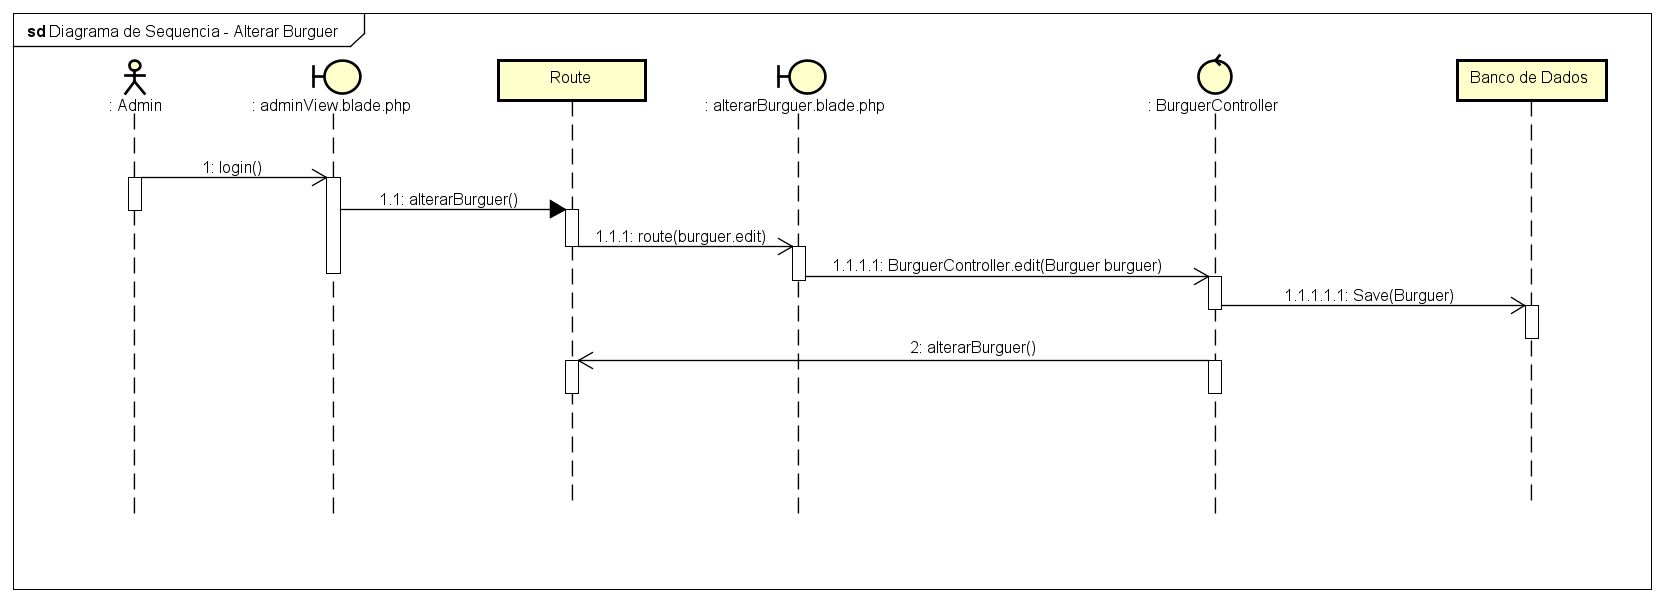 sd Diagrama de Sequencia - Alterar Burguer
: Admin
: adminView.blade.php
Route
: alterarBurguer.blade.php
: BurguerController
Banco de Dados
1: login()
1.1: alterarBurguer()
1.1.1: route(burguer.edit)
1.1.1.1: BurguerController.edit(Burguer burguer)
1.1.1.1.1: Save(Burguer)
2: alterarBurguer()